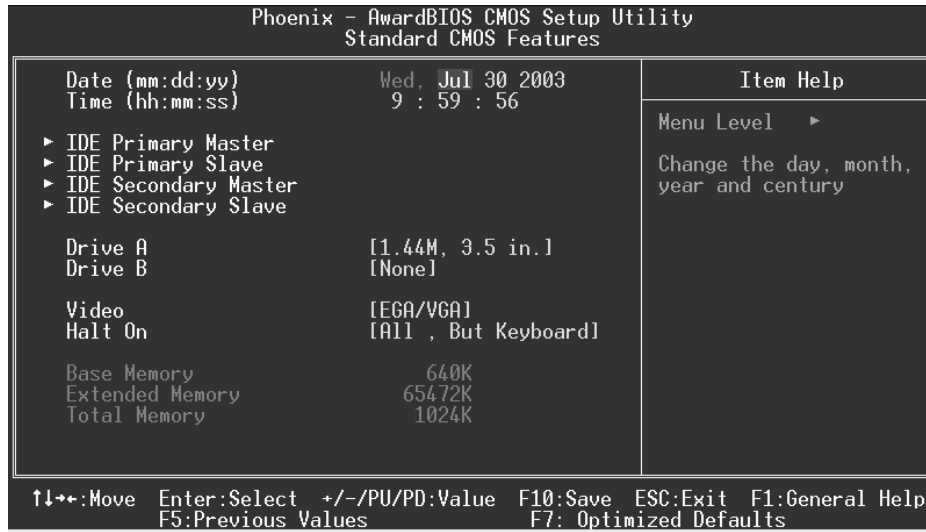 Phoenix - AwardBIOS CMOS Setup Utility
Standard CMOS Features
Date (mm:dd:yy) Wed, Jul 30 2003
Time (hh:mm:ss) 9 : 59 : 56
► IDE Primary Master
► IDE Primary Slave
► IDE Secondary Master
► IDE Secondary Slave
Drive A [1.44M, 3.5 in.]
Drive B [None]
Video [EGA/VGA]
Halt On [All , But Keyboard]
Base Memory 640K
Extended Memory 65472K
Total Memory 1024K
Item Help
Menu Level ►
Change the day, month,
year and century
↑↓→←:Move Enter:Select +/-/PU/PD:Value F10:Save ESC:Exit F1:General Help
F5:Previous Values F7: Optimized Defaults